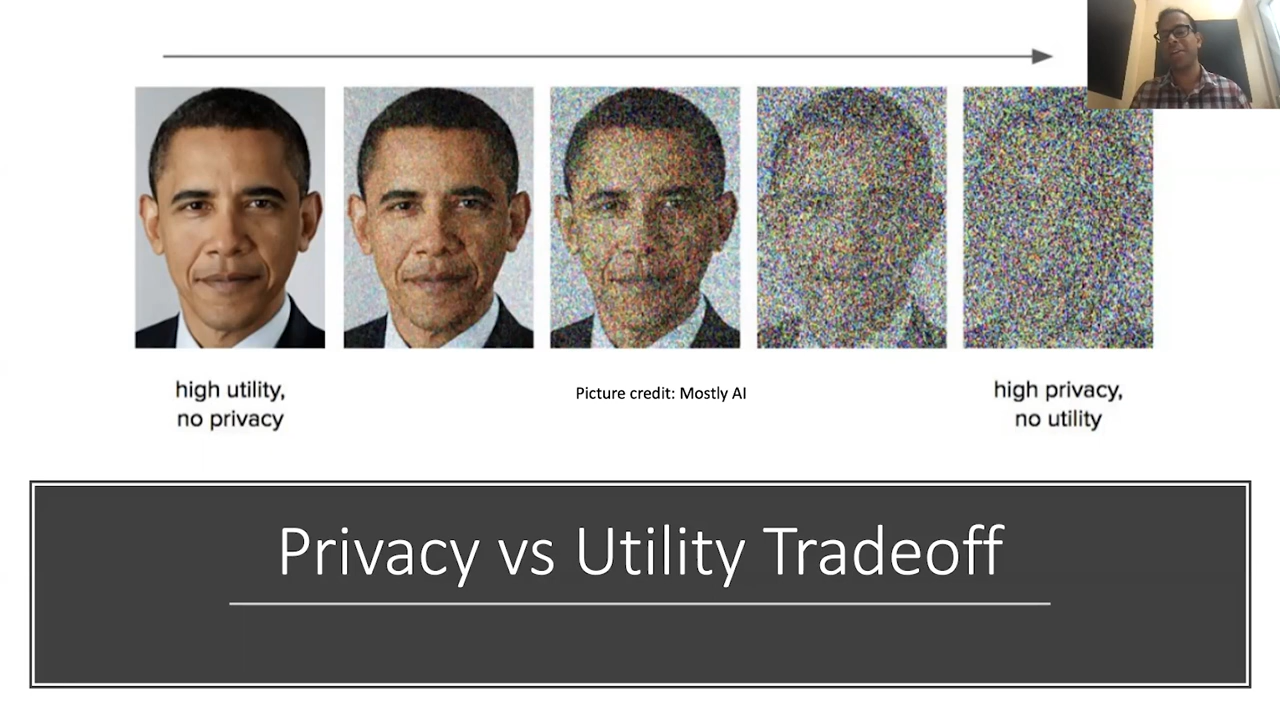 high utility,
no privacy
Picture credit: Mostly AI
high privacy,
no utility
Privacy vs Utility Tradeoff